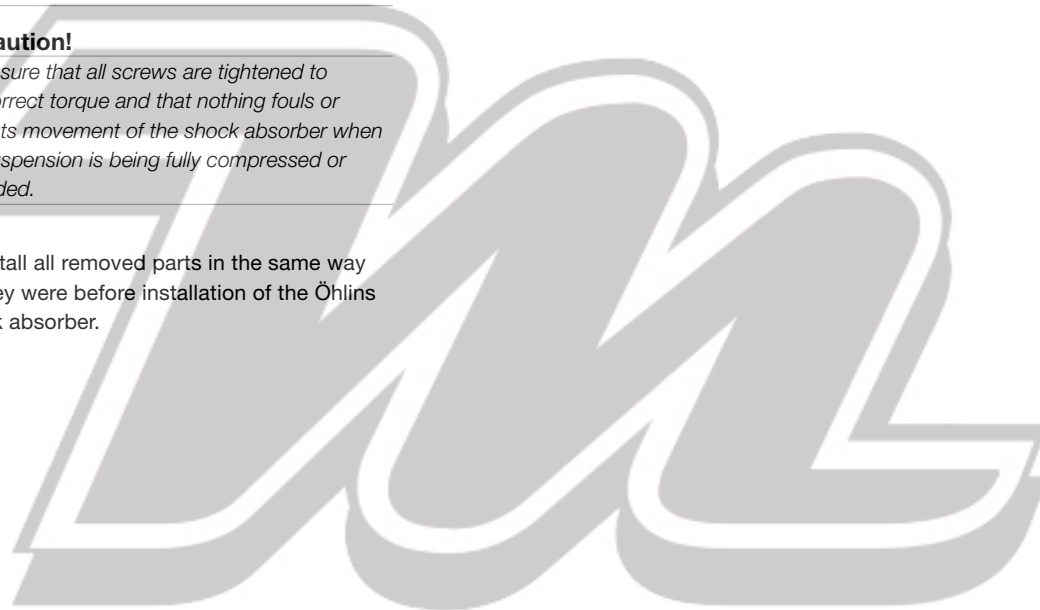 aution!
sure that all screws are tightened to
orrect torque and that nothing fouls or
ts movement of the shock absorber when
uspension is being fully compressed or
ded.
tall all removed parts in the same way
ey were before installation of the Öhlins
k absorber.